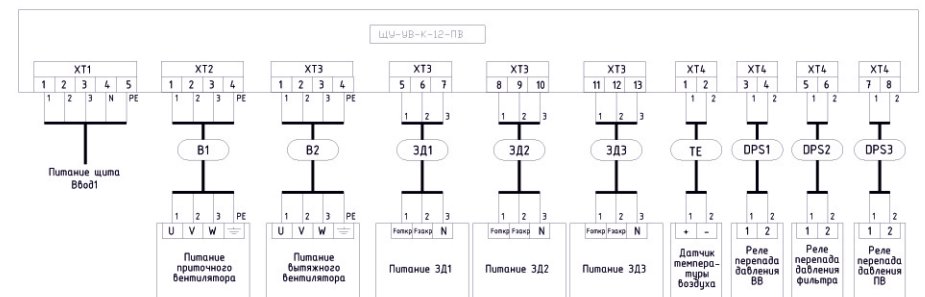 ЩУ-УВ-К-12-ПВ
XT1 XT2 XT3 XT3 XT3 XT3 XT4 XT4 XT4 XT4
1 2 3 4 5 1 2 3 4 1 2 3 4 5 6 7 8 9 10 11 12 13 1 2 3 4 5 6 7 8
1 2 3 N PE 1 2 3 PE 1 2 3 PE 1 2 1 2 1 2 1 2
1 2 3 1 2 3 1 2 3
B1 B2 ЗД1 ЗД2 ЗД3 TE DPS1 DPS2 DPS3
Питание щита
Ввод1
1 2 3 PE 1 2 3 PE 1 2 3 1 2 3 1 2 3 1 2 1 2 1 2 1 2
U V W U V W Fоткр Fзакр N Fоткр Fзакр N Fоткр Fзакр N + - 1 2 1 2 1 2
Питание
приточного
вентилятора
Питание
вытяжного
вентилятора
Питание ЗД1
Питание ЗД2
Питание ЗД3
Датчик
темпера-
туры
воздуха
Реле
перепада
давления
ВВ
Реле
перепада
давления
фильтра
Реле
перепада
давления
ПВ